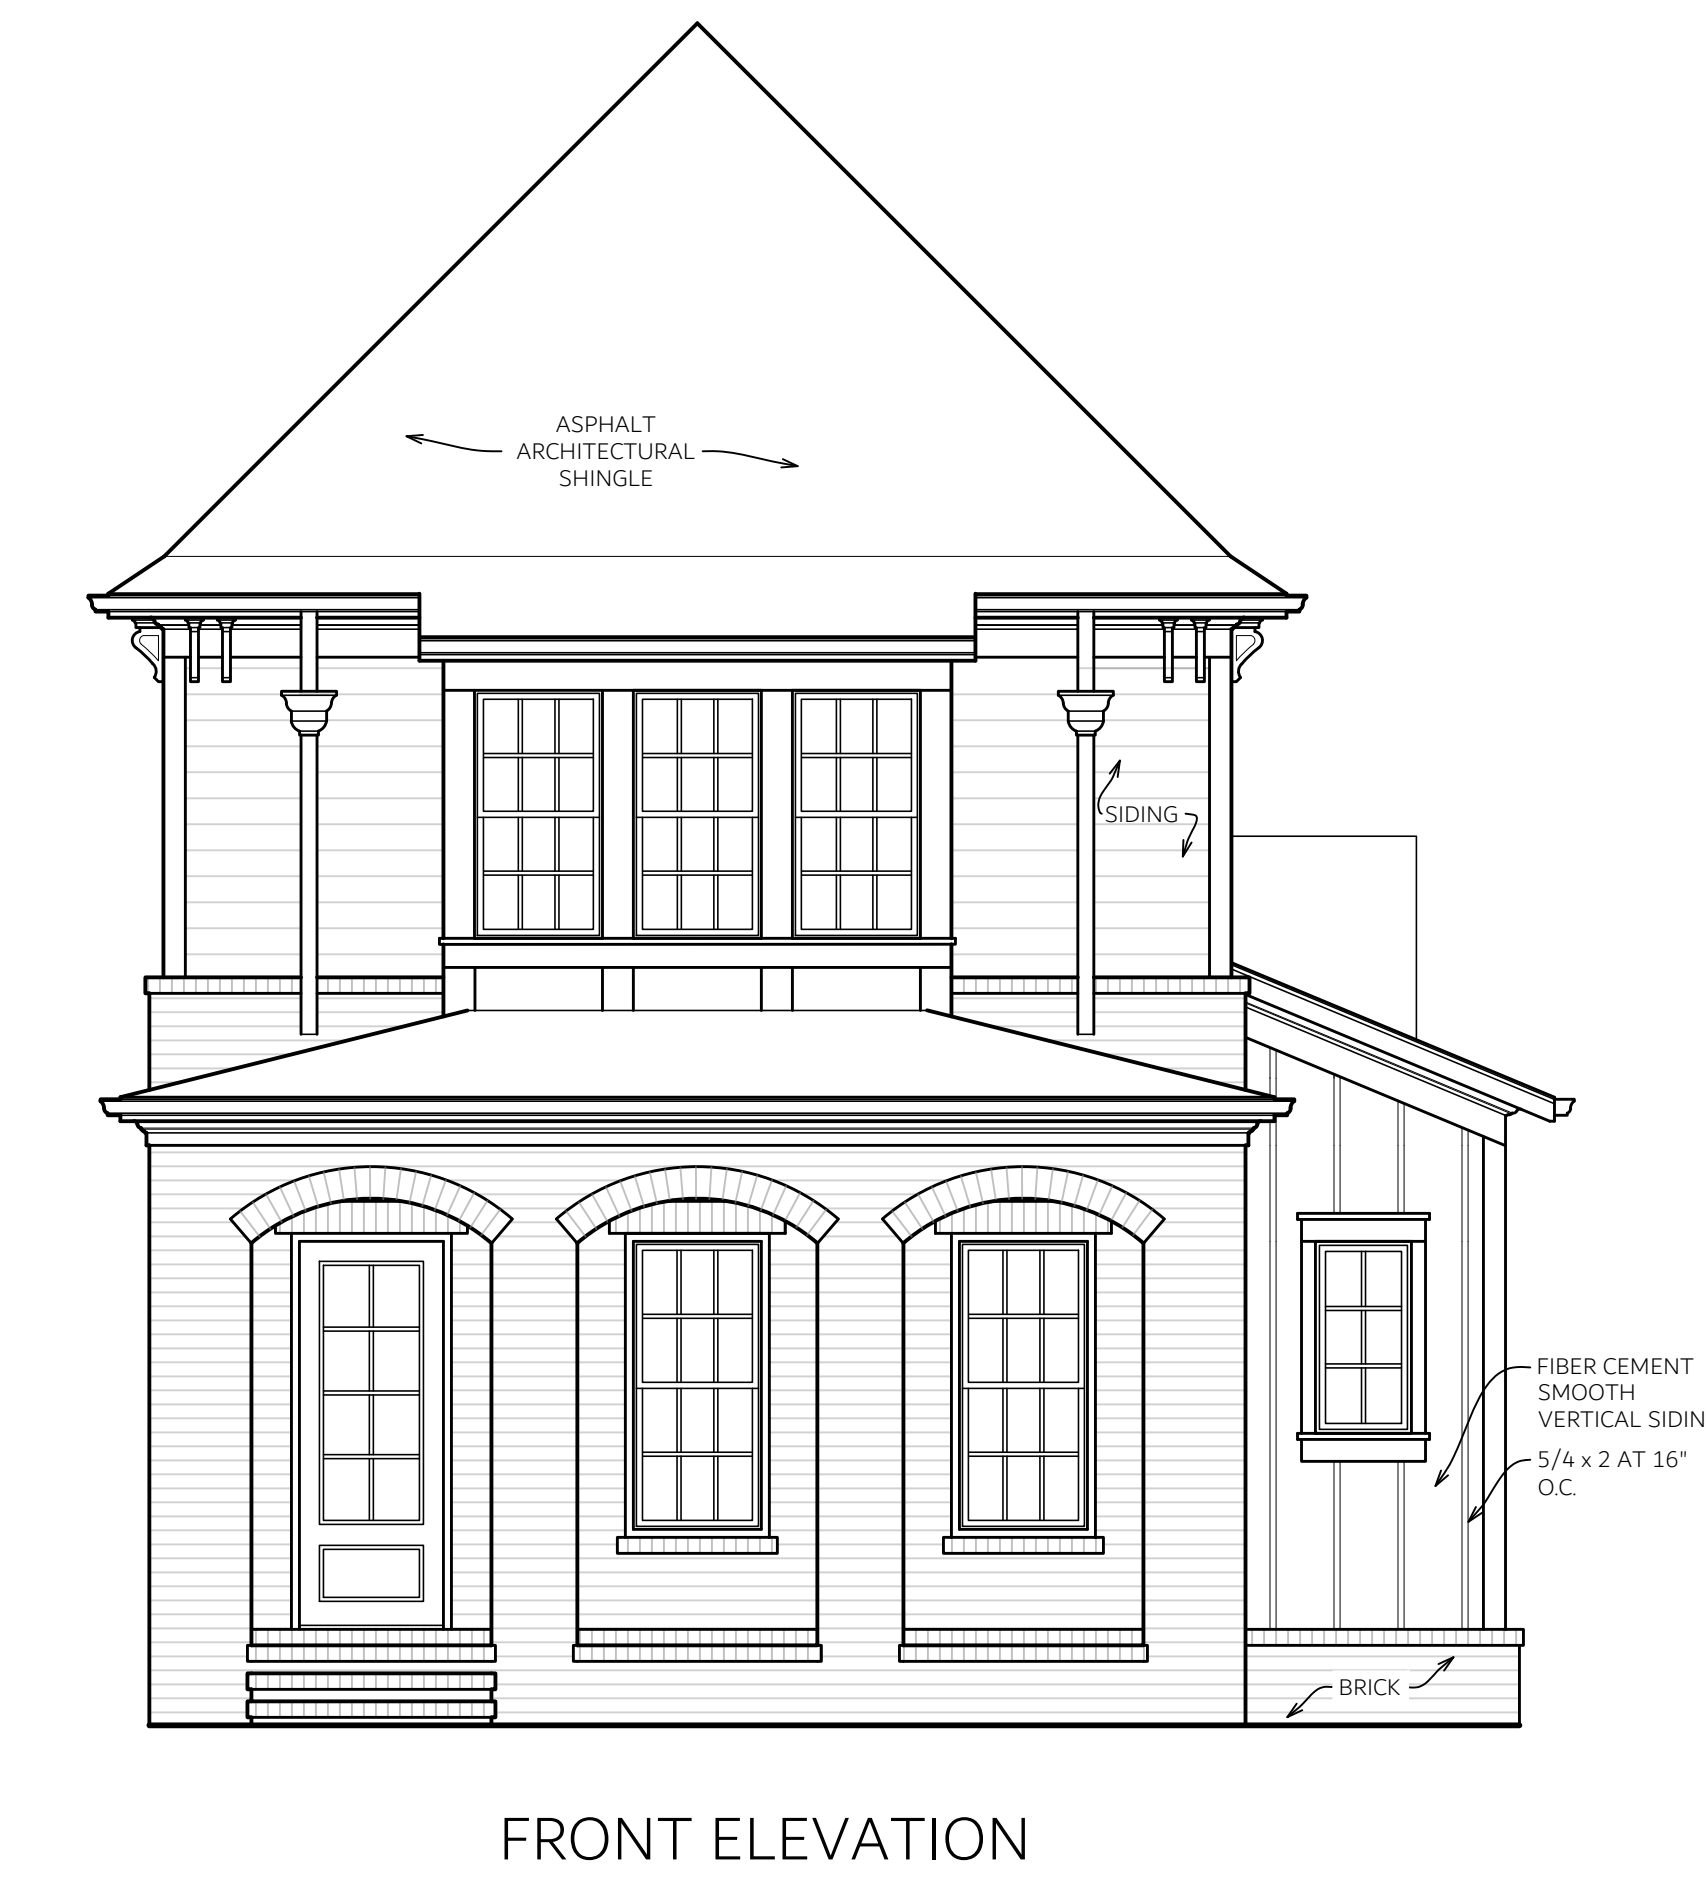 ASPHALT
ARCHITECTURAL
SHINGLE
SIDING
FIBER CEMENT
SMOOTH
VERTICAL SIDIN
5/4 x 2 AT 16"
O.C.
BRICK
FRONT ELEVATION